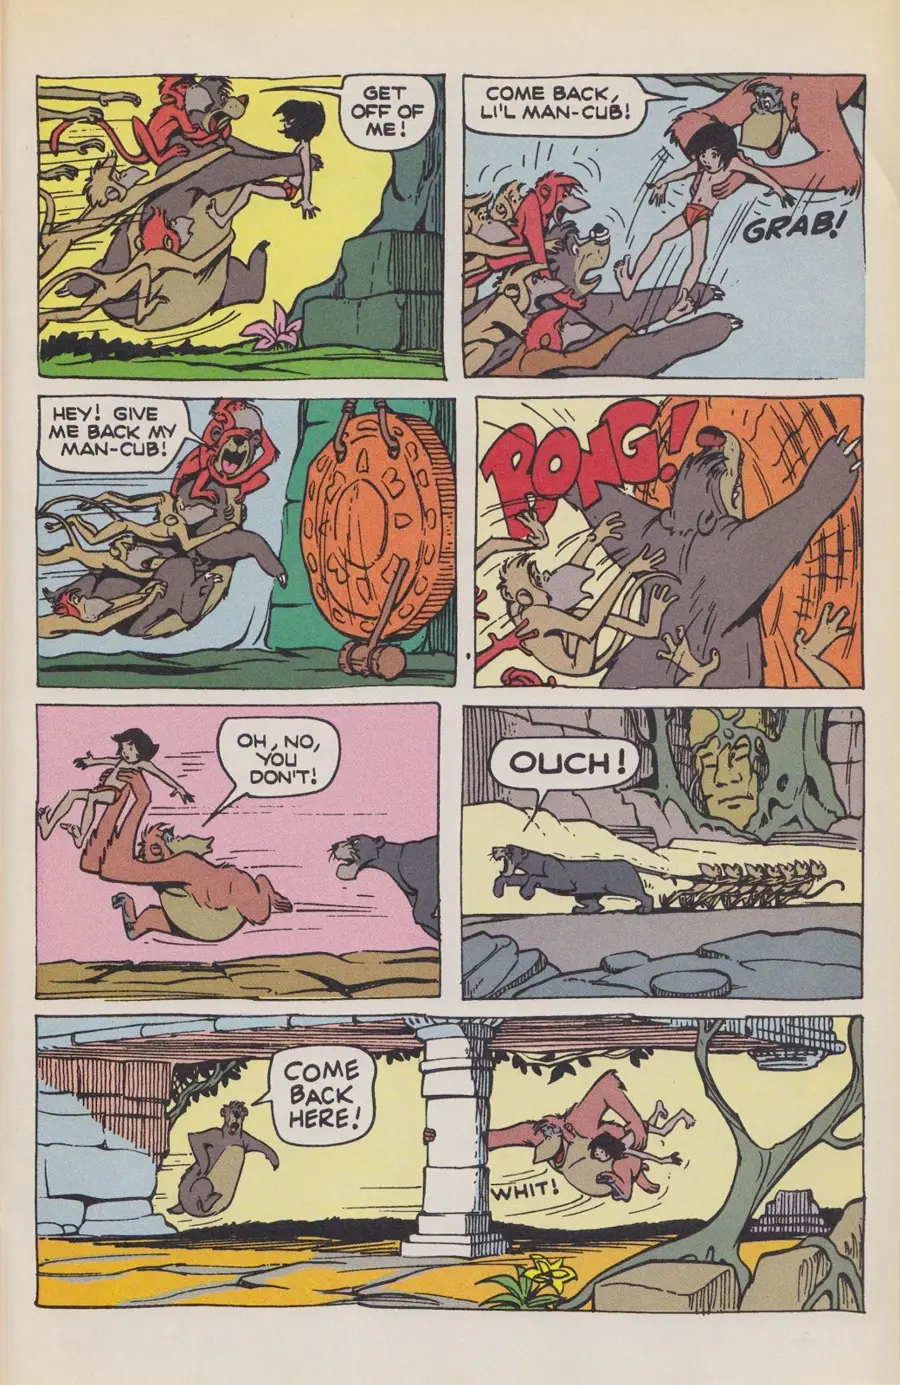 GET
OFF OF
ME!
COME BACK,
LI'L MAN-CUB!
GRAB!
HEY! GIVE
ME BACK MY
MAN-CUB!
BONG!
OH, NO,
YOU
DON'T!
OUCH!
COME
BACK
HERE!
WHIT!